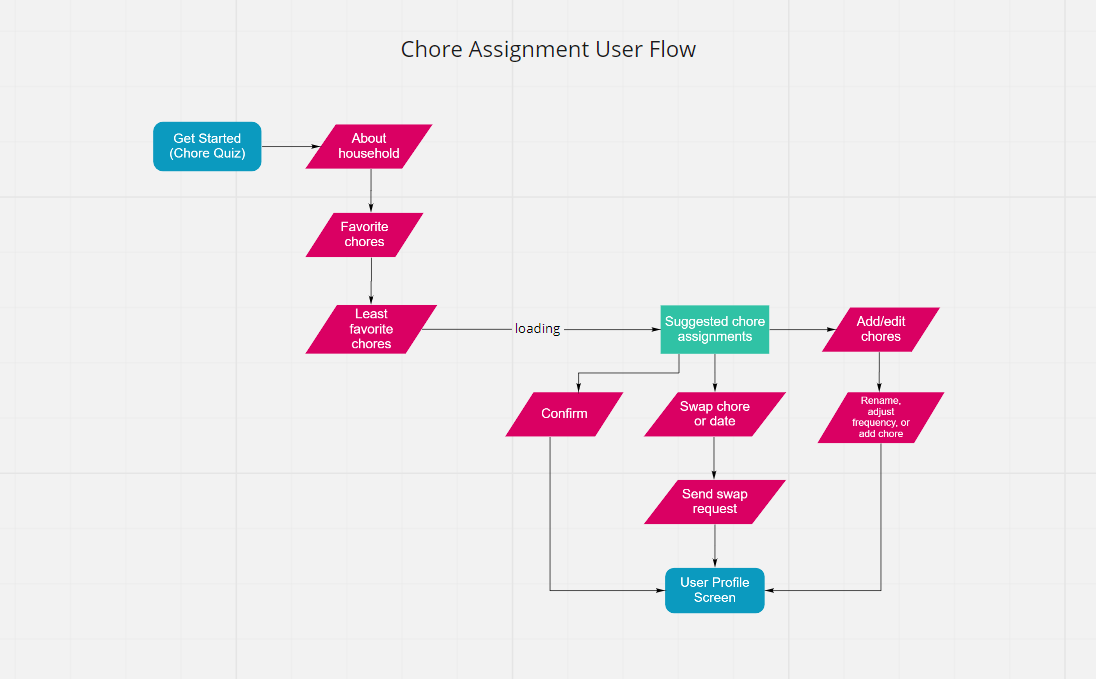 Chore Assignment User Flow
Get Started
(Chore Quiz)
About
household
Favorite
chores
Least
favorite
chores
loading
Suggested chore
assignments
Add/edit
chores
Confirm
Swap chore
or date
Rename,
adjust
frequency, or
add chore
Send swap
request
User Profile
Screen